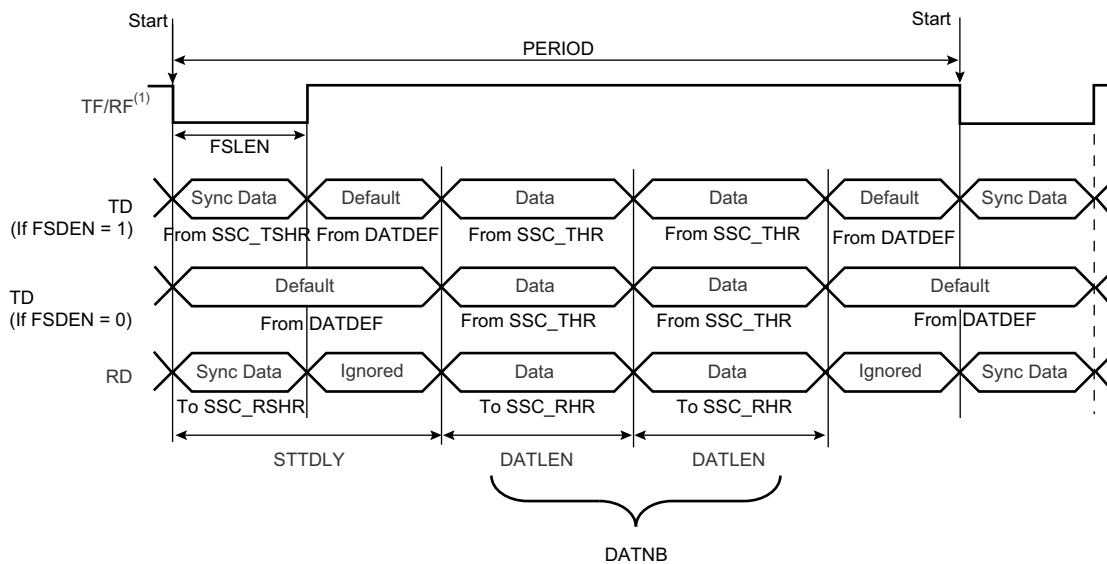 Start
Start
PERIOD
TF/RF(1)
FSLEN
TD
(If FSDEN = 1)
Sync Data Default Data Data Default Sync Data
From SSC_TSHR From DATDEF From SSC_THR From SSC_THR From DATDEF
TD
(If FSDEN = 0)
Default Data Data Default
From DATDEF From SSC_THR From SSC_THR From DATDEF
RD
Sync Data Ignored Data Data Ignored Sync Data
To SSC_RSHR To SSC_RHR To SSC_RHR
STTDLY DATLEN DATLEN
DATNB